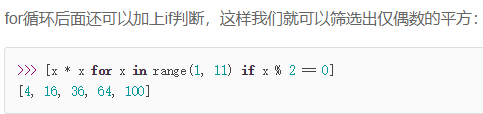 for循环后面还可以加上if判断，这样我们就可以筛选出仅偶数的平方：
>>> [x * x for x in range(1, 11) if x % 2 == 0]
[4, 16, 36, 64, 100]